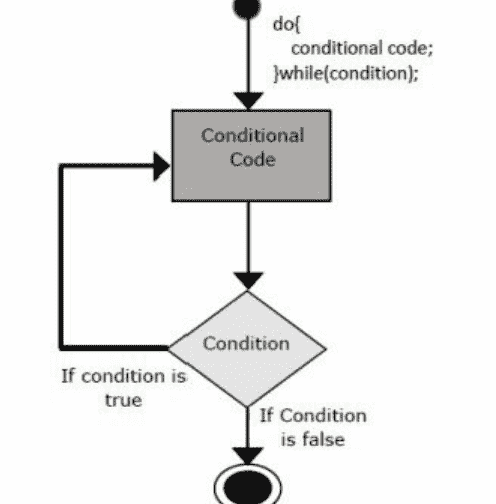 do{
conditional code;
}while(condition);
Conditional
Code
Condition
If condition is
true
If Condition
is false